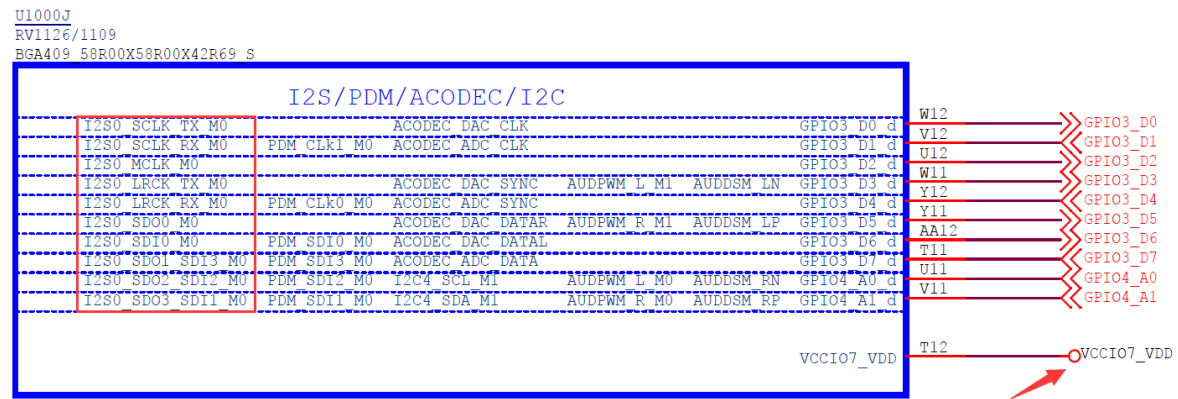 U1000J
RV1126/1109
BGA409_58R00X58R00X42R69_S
I2S/PDM/ACODEC/I2C
I2S0_SCLK_TX_M0 ACODEC_DAC_CLK GPIO3_D0_d W12 GPIO3_D0
I2S0_SCLK_RX_M0 PDM_CLk1_M0 ACODEC_ADC_CLK GPIO3_D1_d V12 GPIO3_D1
I2S0_MCLK_M0 GPIO3_D2_d U12 GPIO3_D2
I2S0_LRCK_TX_M0 ACODEC_DAC_SYNC AUDPWM_L_M1 AUDDSM_LN GPIO3_D3_d W11 GPIO3_D3
I2S0_LRCK_RX_M0 PDM_CLk0_M0 ACODEC_ADC_SYNC GPIO3_D4_d Y12 GPIO3_D4
I2S0_SDO0_M0 ACODEC_DAC_DATAR AUDPWM_R_M1 AUDDSM_LP GPIO3_D5_d Y11 GPIO3_D5
I2S0_SDI0_M0 PDM_SDI0_M0 ACODEC_DAC_DATAL GPIO3_D6_d AA12 GPIO3_D6
I2S0_SDO1_SDI3_M0 PDM_SDI3_M0 ACODEC_ADC_DATA GPIO3_D7_d T11 GPIO3_D7
I2S0_SDO2_SDI2_M0 PDM_SDI2_M0 I2C4_SCL_M1 AUDPWM_L_M0 AUDDSM_RN GPIO4_A0_d U11 GPIO4_A0
I2S0_SDO3_SDI1_M0 PDM_SDI1_M0 I2C4_SDA_M1 AUDPWM_R_M0 AUDDSM_RP GPIO4_A1_d V11 GPIO4_A1
VCCIO7_VDD T12 VCCIO7_VDD